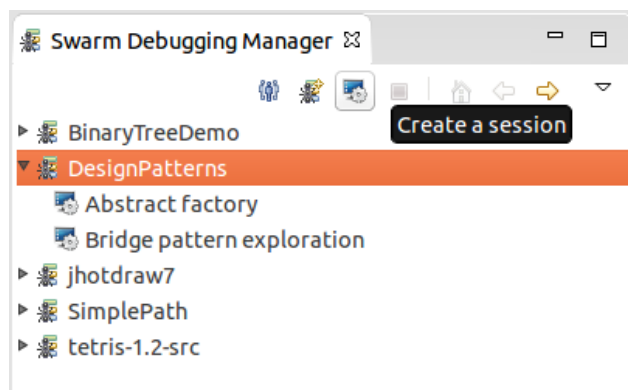 Swarm Debugging Manager
Create a session
BinaryTreeDemo
DesignPatterns
Abstract factory
Bridge pattern exploration
jhotdraw7
SimplePath
tetris-1.2-src